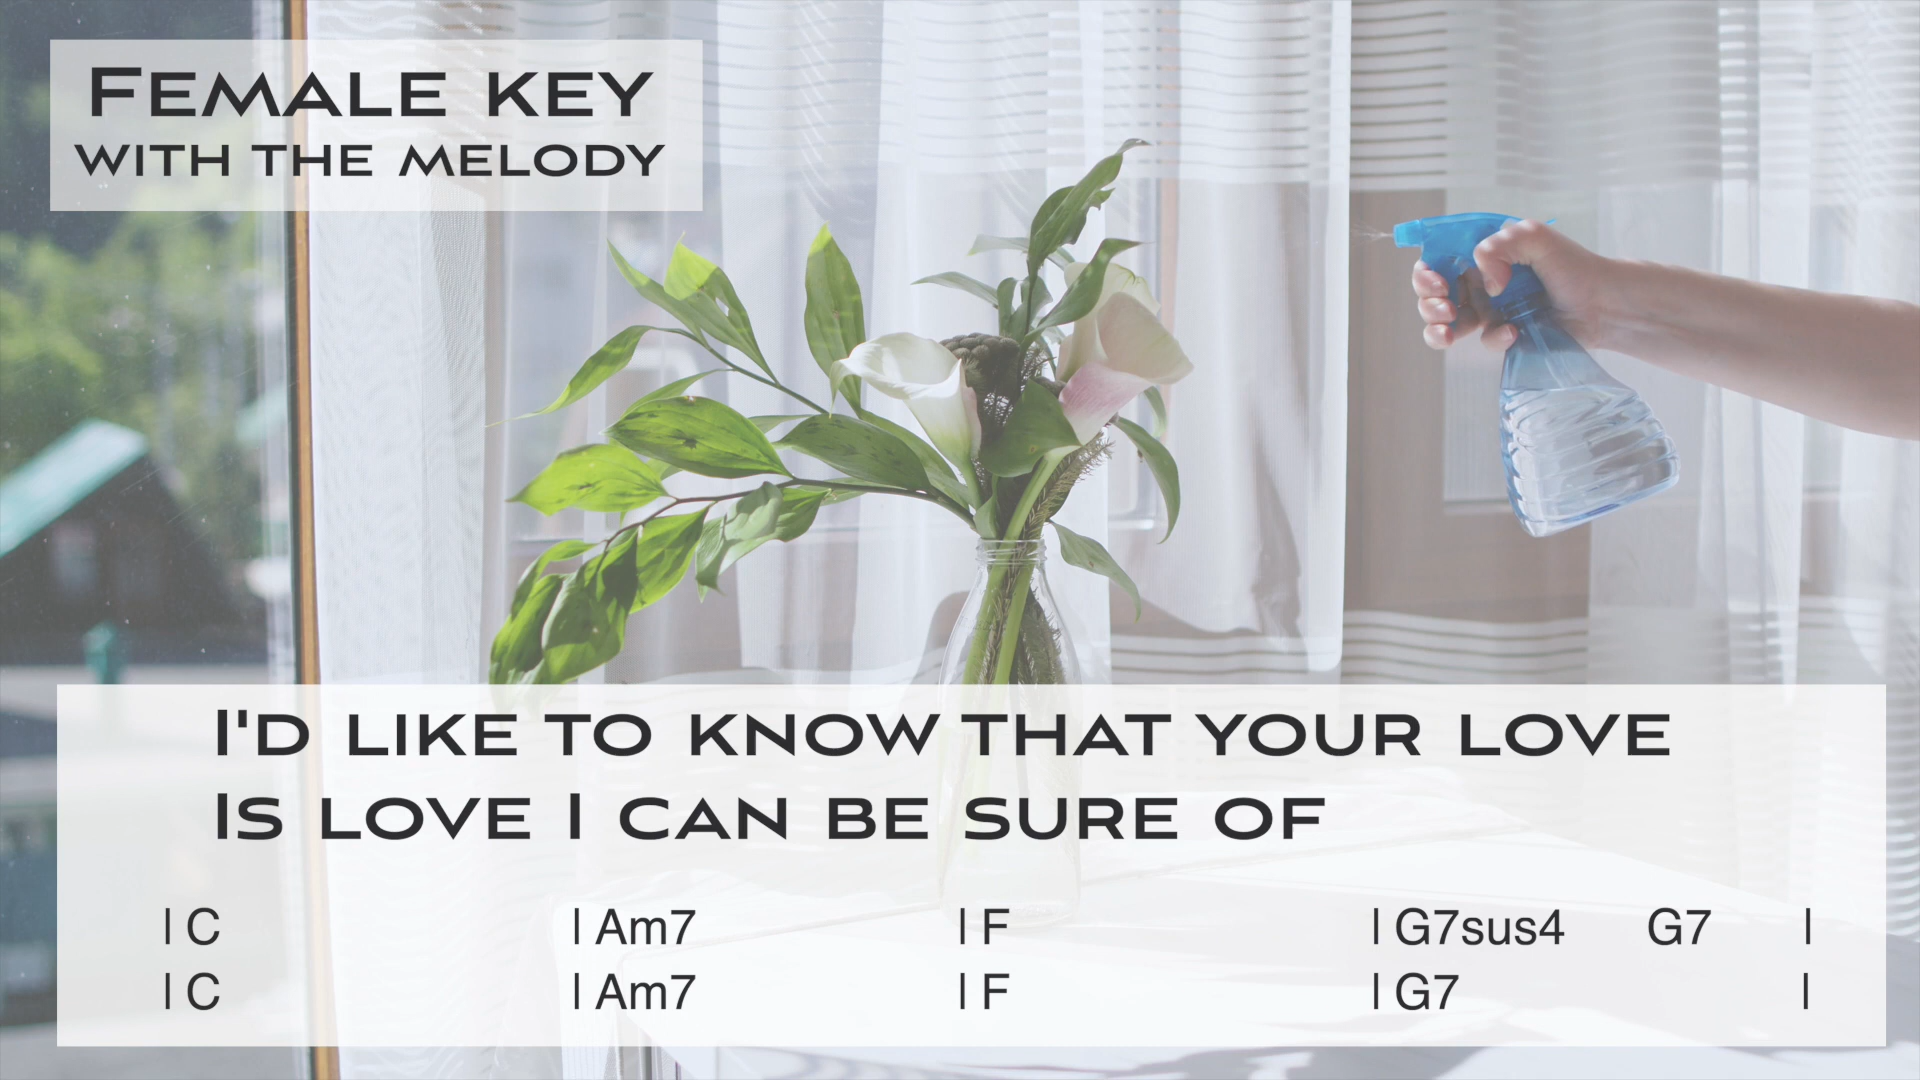 FEMALE KEY
WITH THE MELODY
I'D LIKE TO KNOW THAT YOUR LOVE
IS LOVE I CAN BE SURE OF
| C | Am7 | F | G7sus4 G7 |
| C | Am7 | F | G7 |